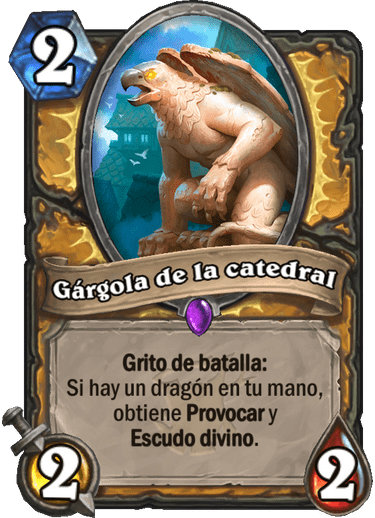 2
Gárgola de la catedral
Grito de batalla:
Si hay un dragón en tu mano,
obtiene Provocar y
Escudo divino.
2
2